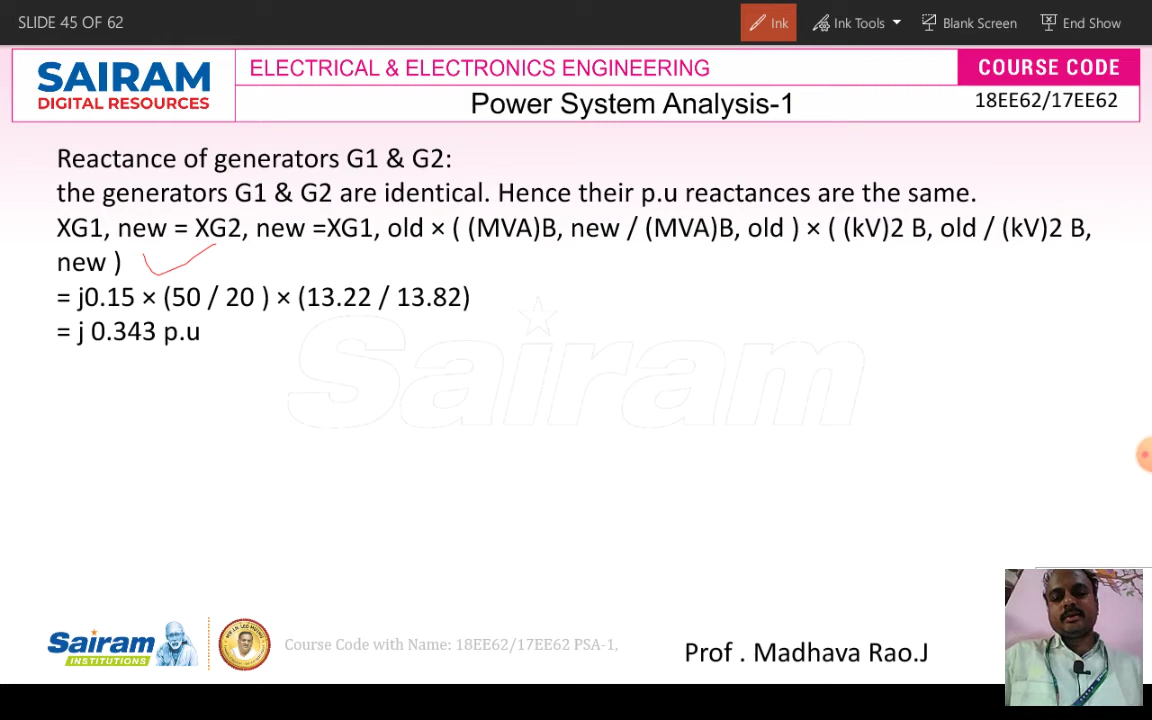 SLIDE 45 OF 62
Ink
Ink Tools
Blank Screen
End Show
SAIRAM
DIGITAL RESOURCES
ELECTRICAL & ELECTRONICS ENGINEERING
Power System Analysis-1
COURSE CODE
18EE62/17EE62
Reactance of generators G1 & G2:
the generators G1 & G2 are identical. Hence their p.u reactances are the same.
XG1, new = XG2, new =XG1, old × ( (MVA)B, new / (MVA)B, old ) × ( (kV)2 B, old / (kV)2 B,
new )
= j0.15 × (50 / 20 ) × (13.22 / 13.82)
= j 0.343 p.u
Sairam
Sairam
INSTITUTIONS
Course Code with Name: 18EE62/17EE62 PSA-1,
Prof . Madhava Rao.J